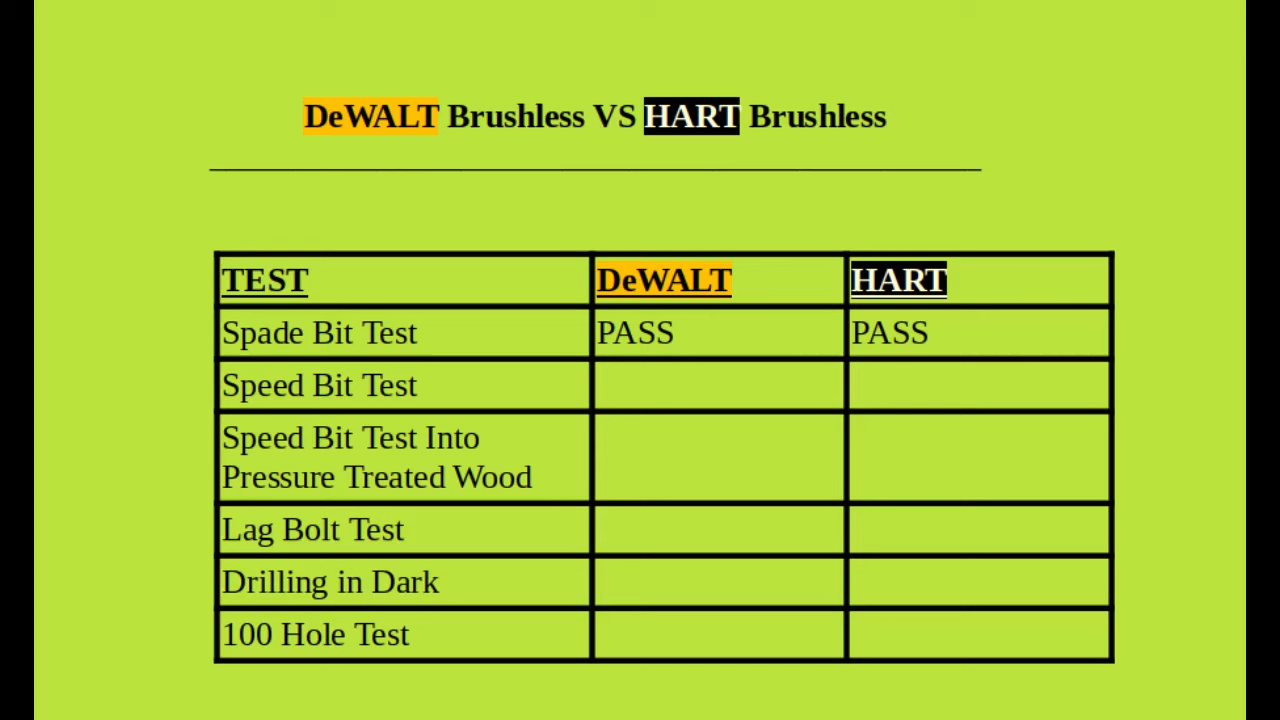 DeWALT Brushless VS HART Brushless
TEST DeWALT HART
Spade Bit Test PASS PASS
Speed Bit Test
Speed Bit Test Into
Pressure Treated Wood
Lag Bolt Test
Drilling in Dark
100 Hole Test